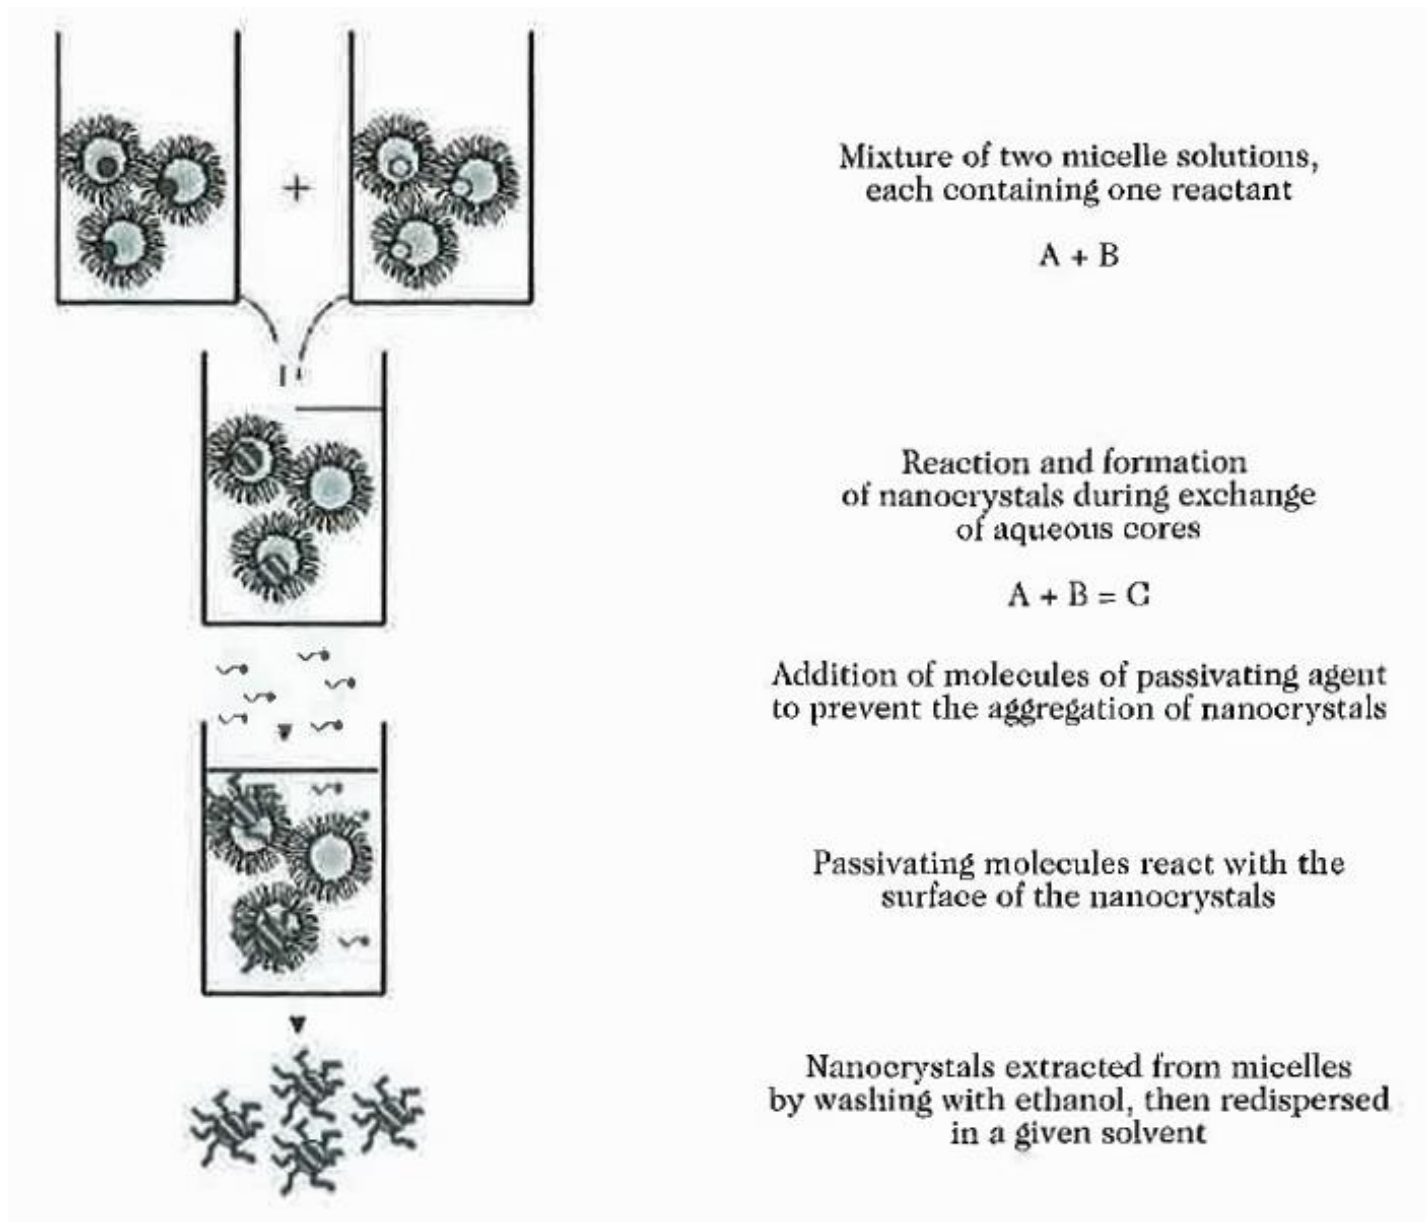 Mixture of two micelle solutions,
each containing one reactant
A + B
+
Reaction and formation
of nanocrystals during exchange
of aqueous cores
A + B = C
Addition of molecules of passivating agent
to prevent the aggregation of nanocrystals
Passivating molecules react with the
surface of the nanocrystals
Nanocrystals extracted from micelles
by washing with ethanol, then redispersed
in a given solvent